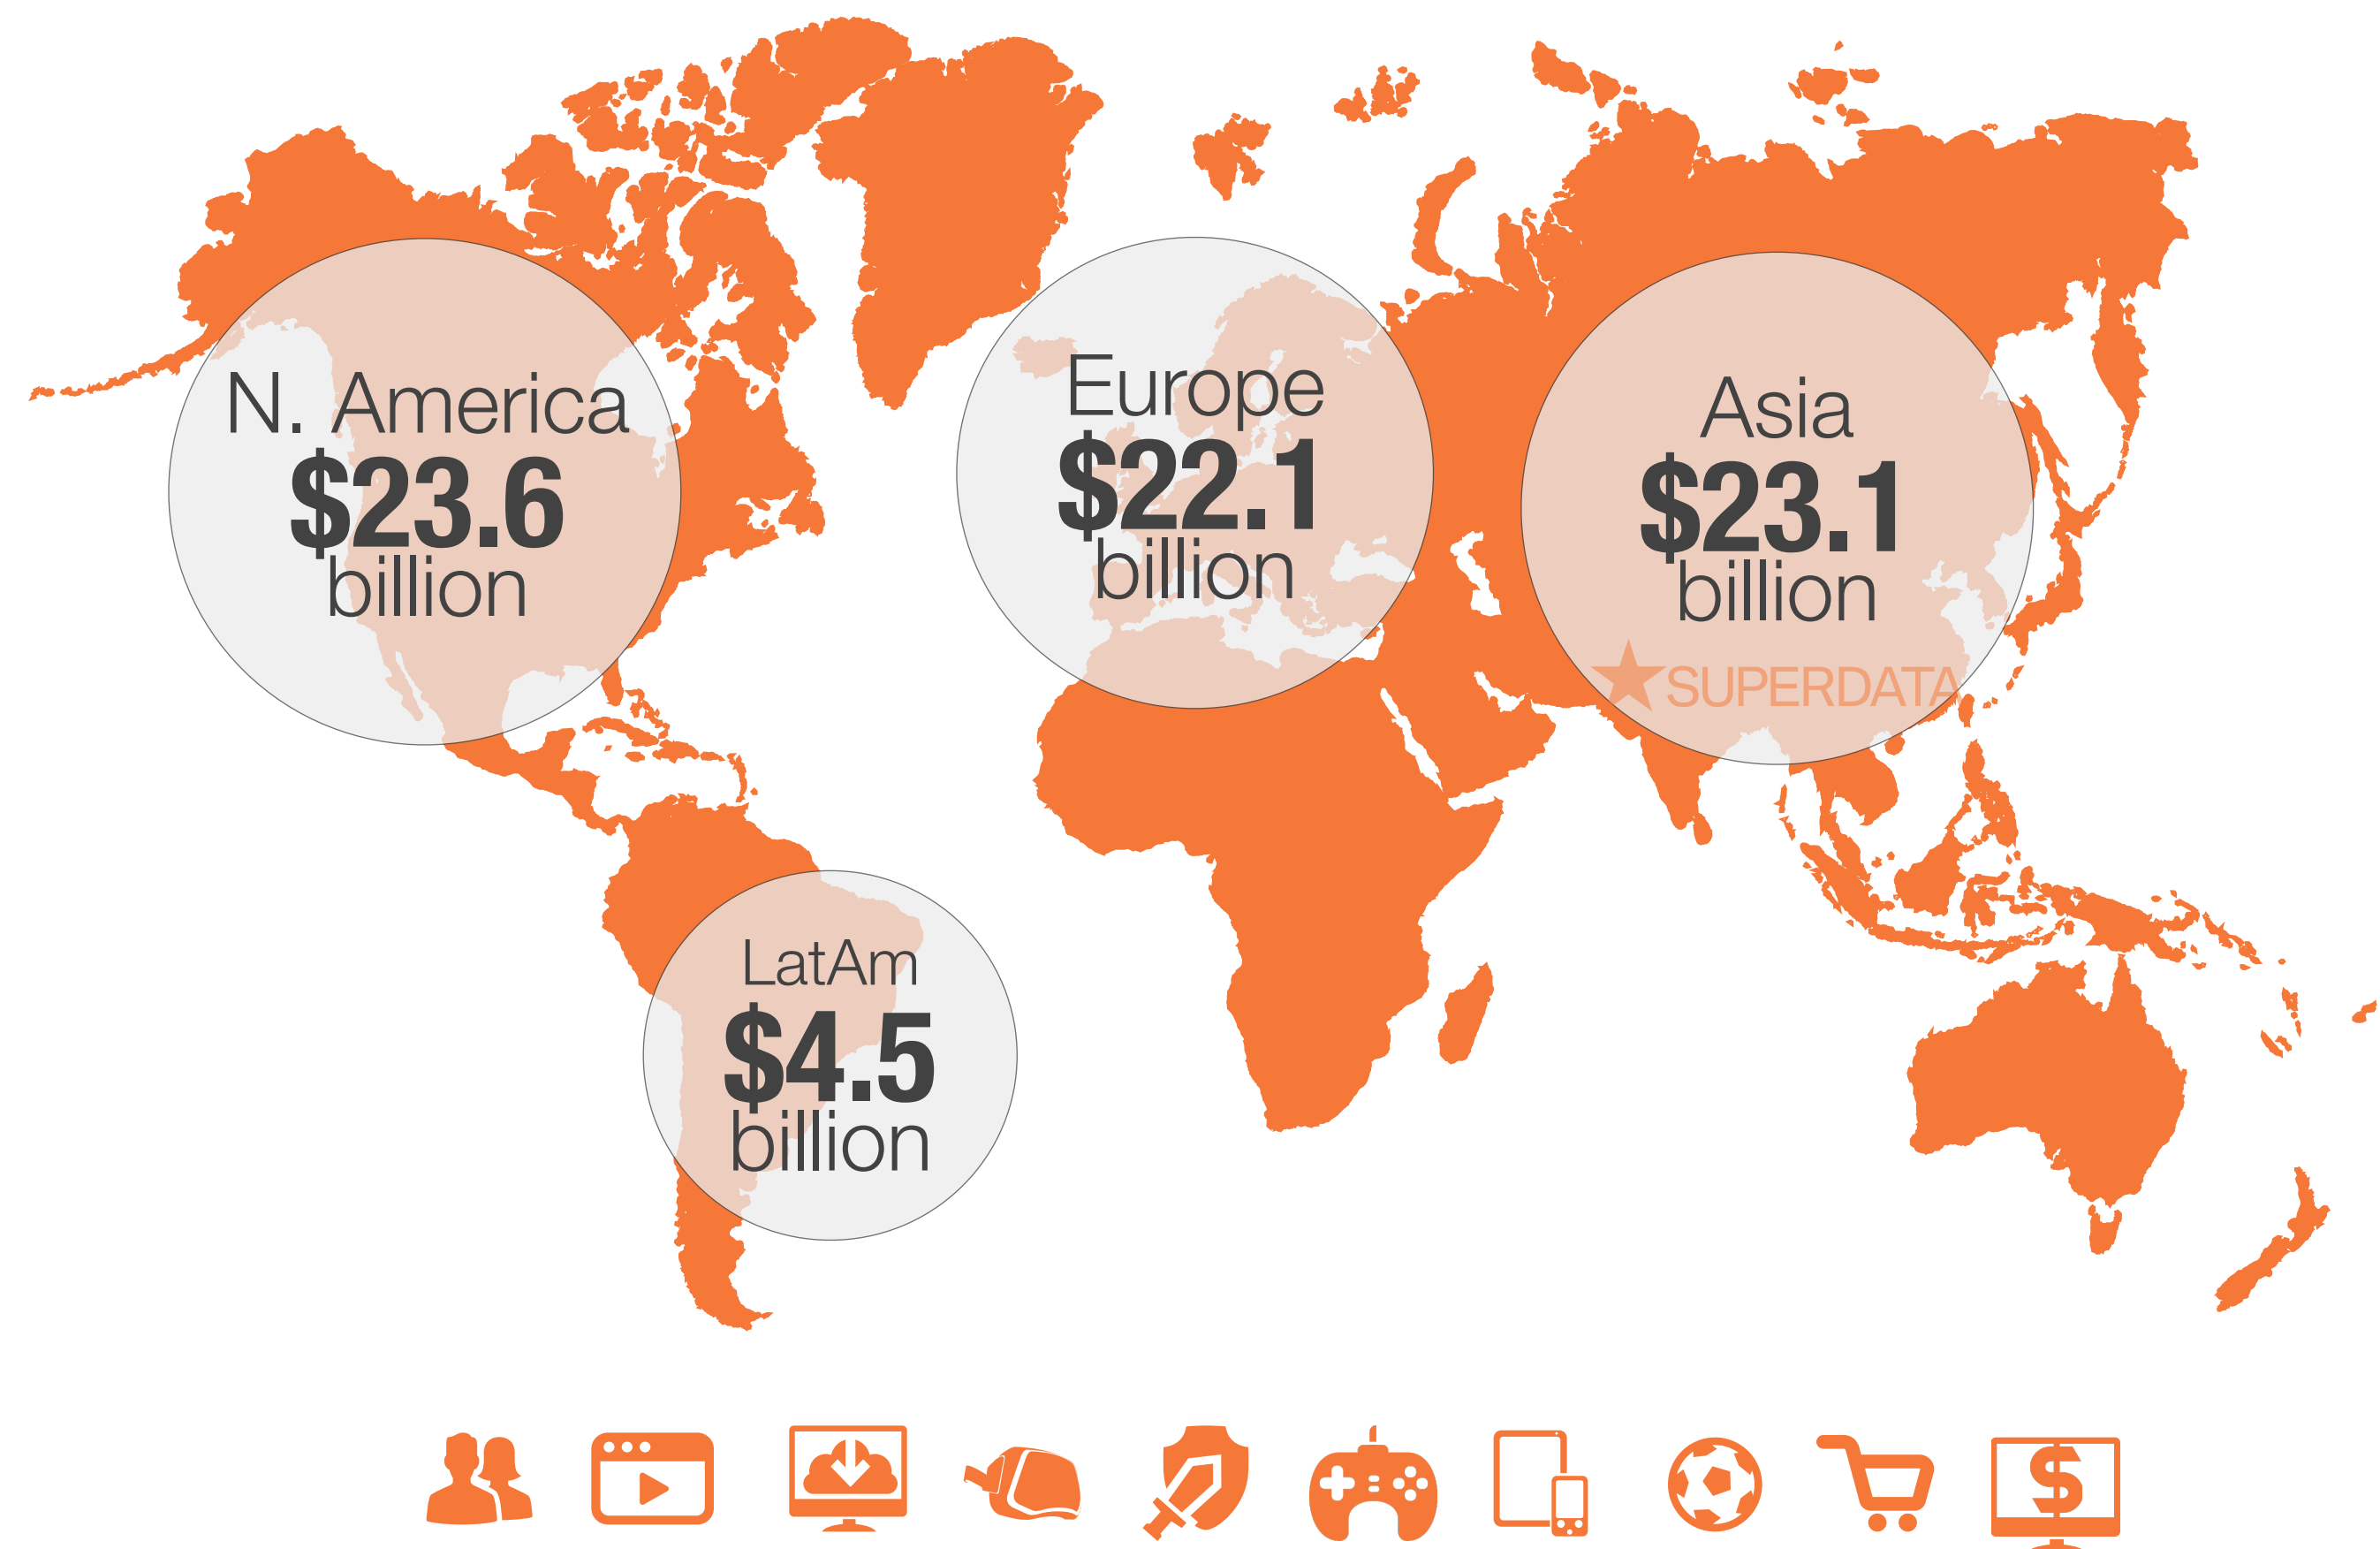 N. America
$23.6
billion
Europe
$22.1
billion
Asia
$23.1
billion
SUPERDATA
LatAm
$4.5
billion